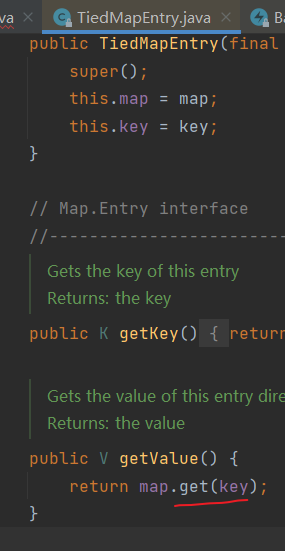 va × TiedMapEntry.java × Ba
public TiedMapEntry(final
super();
this.map = map;
this.key = key;
}
// Map.Entry interface
//-------------------------
Gets the key of this entry
Returns: the key
public K getKey() { return
Gets the value of this entry dire
Returns: the value
public V getValue() {
return map.get(key);
}